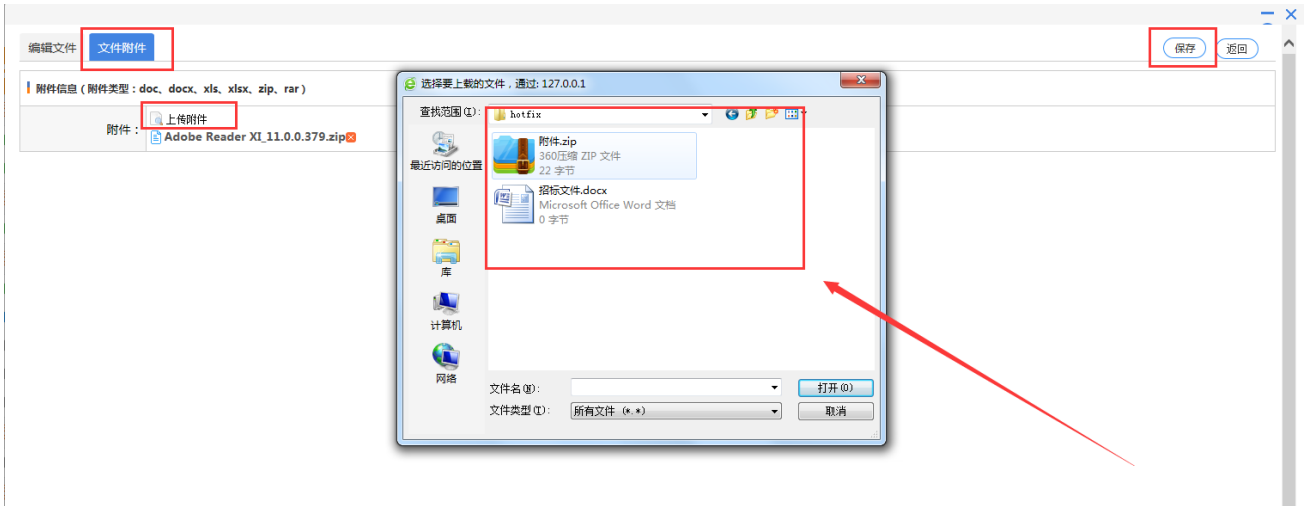 编辑文件 文件附件 保存 返回
附件信息 ( 附件类型：doc、docx、xls、xlsx、zip、rar )
附件： 上传附件
Adobe Reader XI_11.0.0.379.zip
选择要上载的文件，通过: 127.0.0.1
查找范围(I): hotfix
最近访问的位置
桌面
库
计算机
网络
附件.zip
360压缩 ZIP 文件
22 字节
招标文件.docx
Microsoft Office Word 文档
0 字节
文件名(N): 打开(O)
文件类型(T): 所有文件 (*.*) 取消